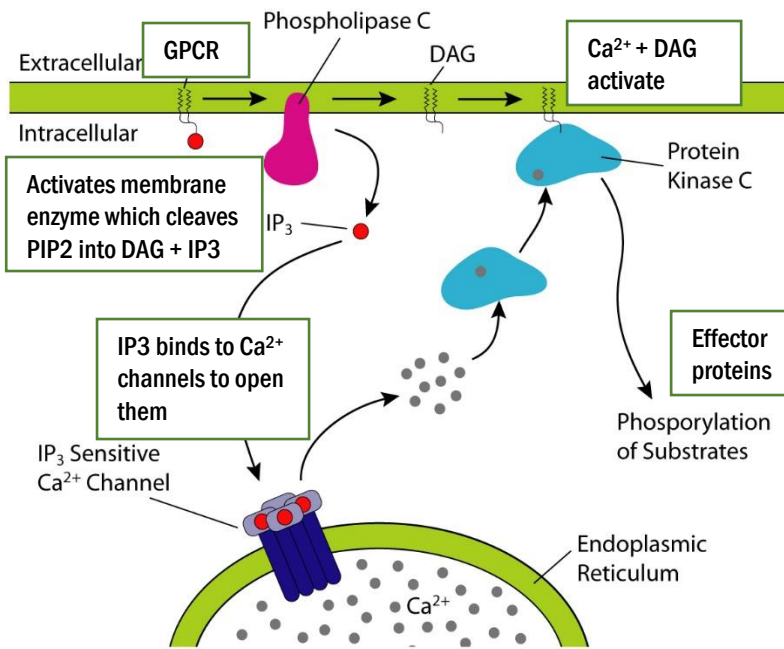 Phospholipase C
Extracellular
GPCR
DAG
Ca²⁺ + DAG
activate
Intracellular
Activates membrane
enzyme which cleaves
PIP2 into DAG + IP3
IP₃
Protein
Kinase C
IP3 binds to Ca²⁺
channels to open
them
Effector
proteins
Phosporylation
of Substrates
IP₃ Sensitive
Ca²⁺ Channel
Endoplasmic
Reticulum
Ca²⁺